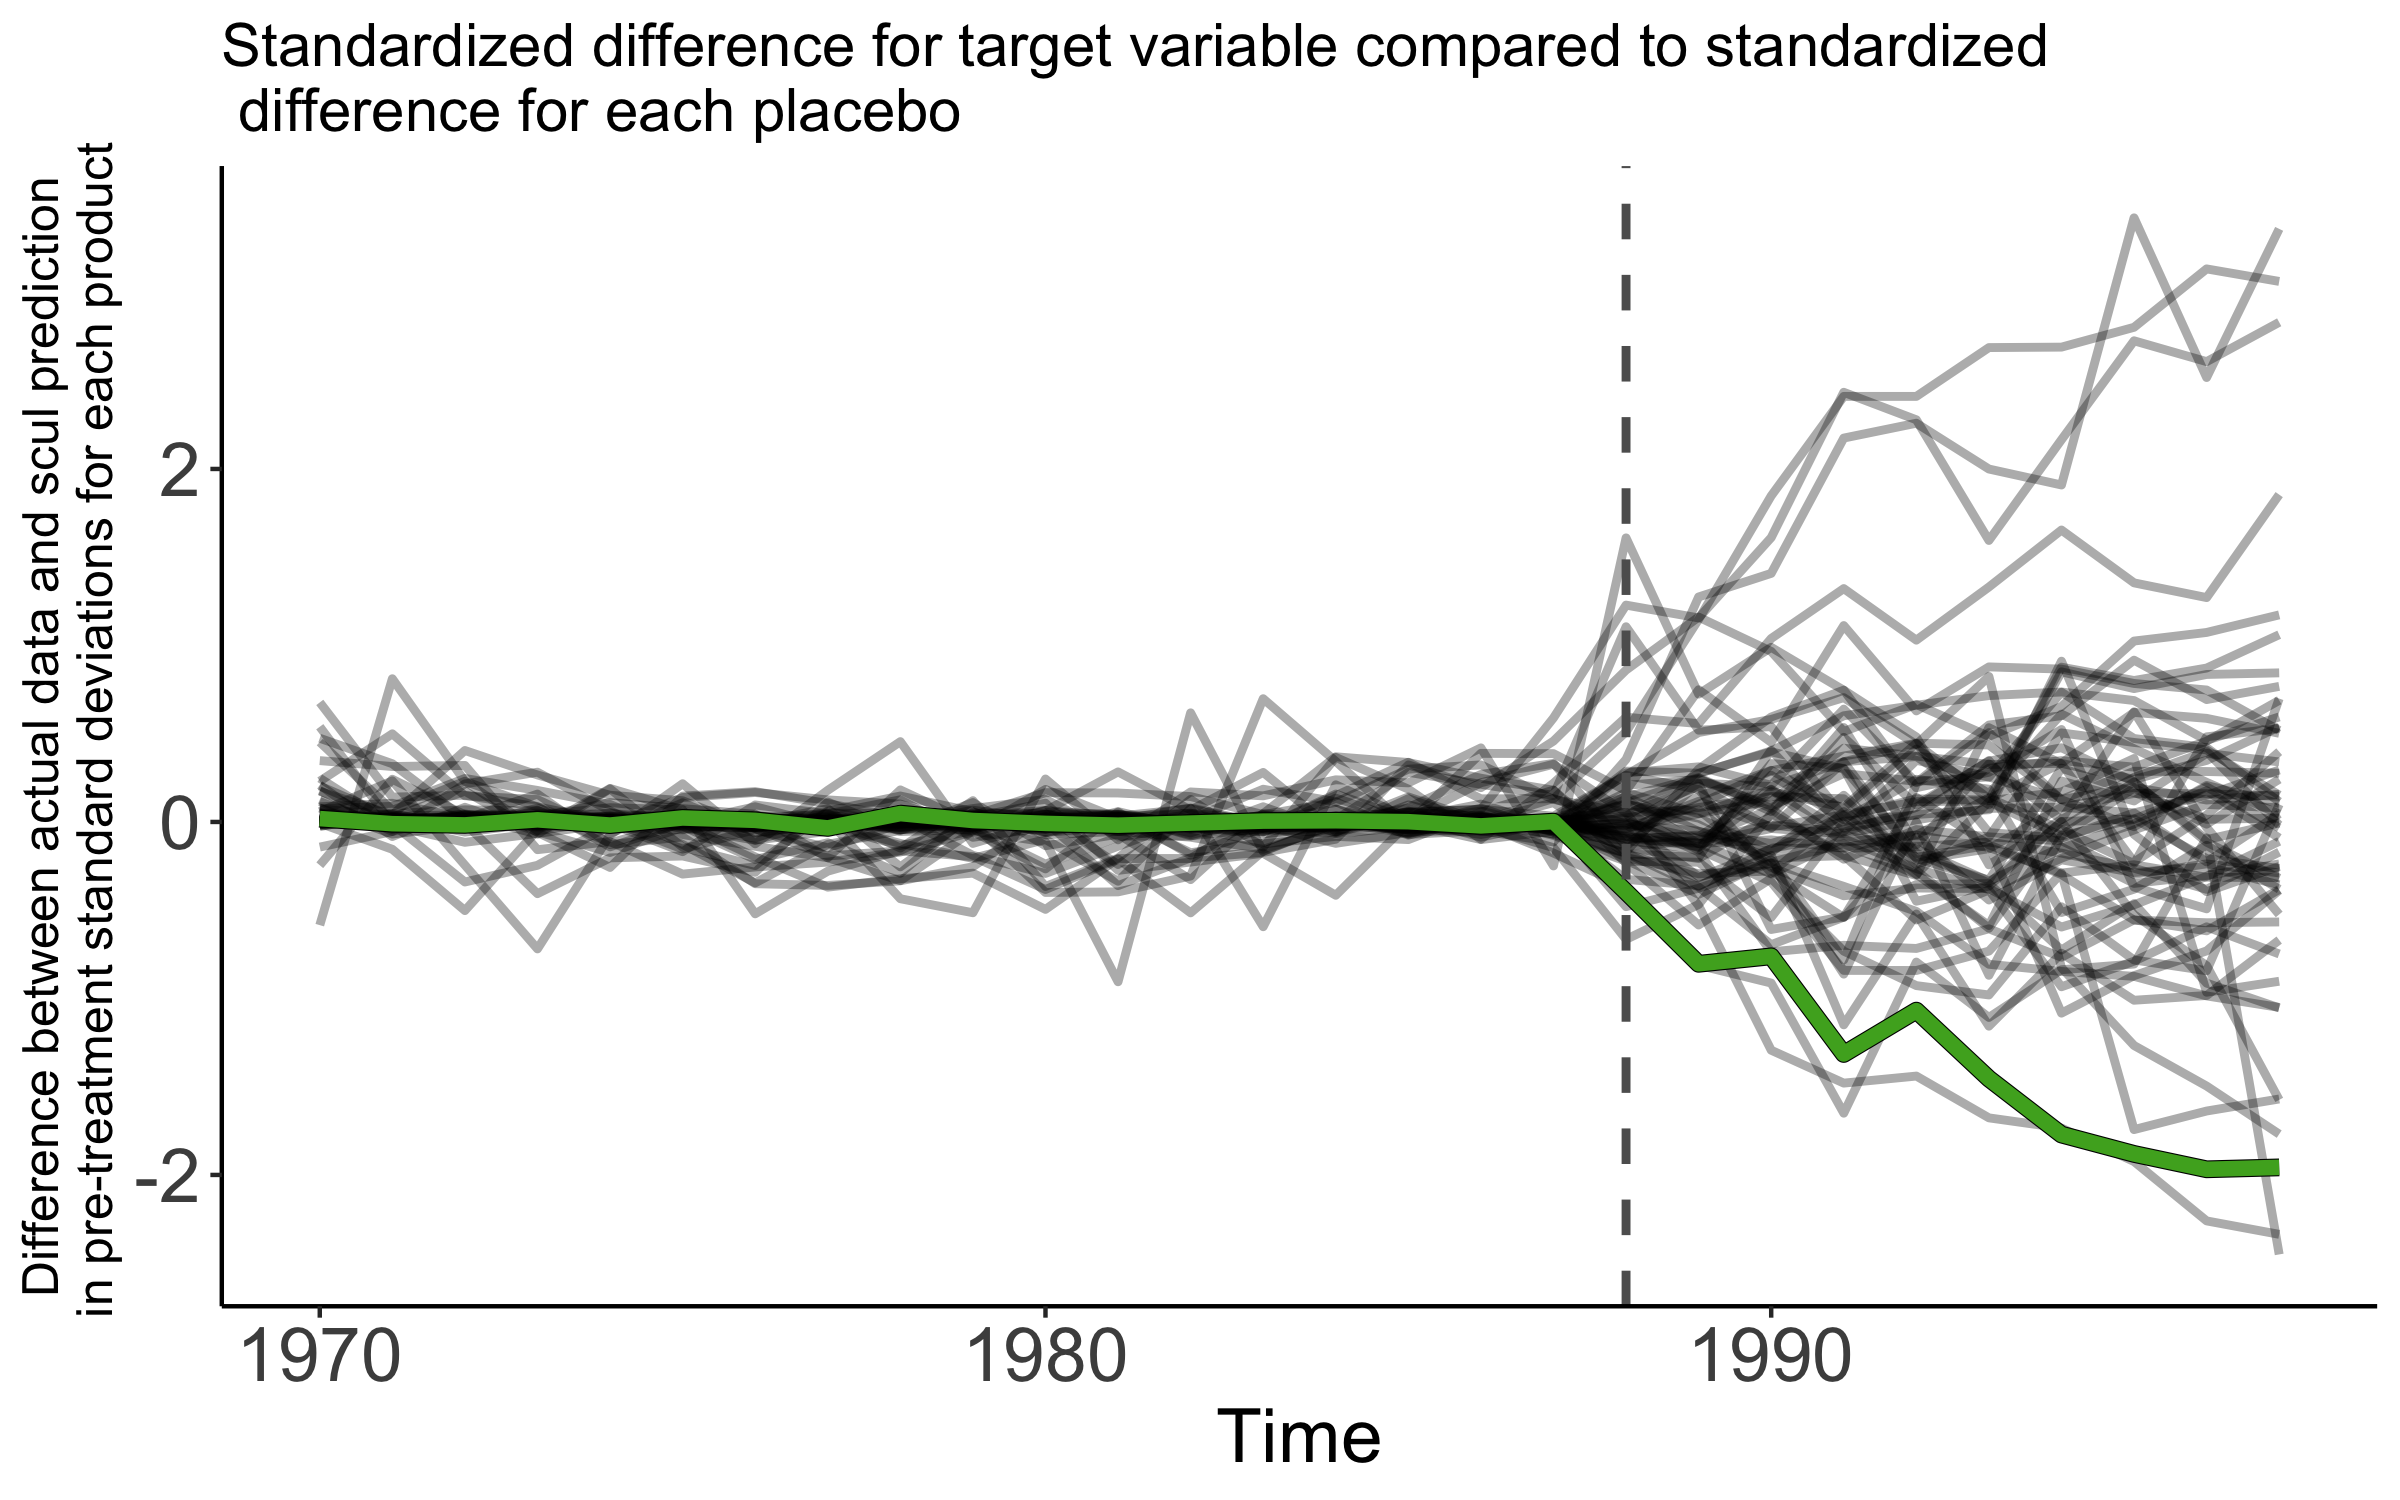 Standardized difference for target variable compared to standardized
difference for each placebo
Difference between actual data and scul prediction
in pre-treatment standard deviations for each product
2
0
-2
1970
1980
1990
Time